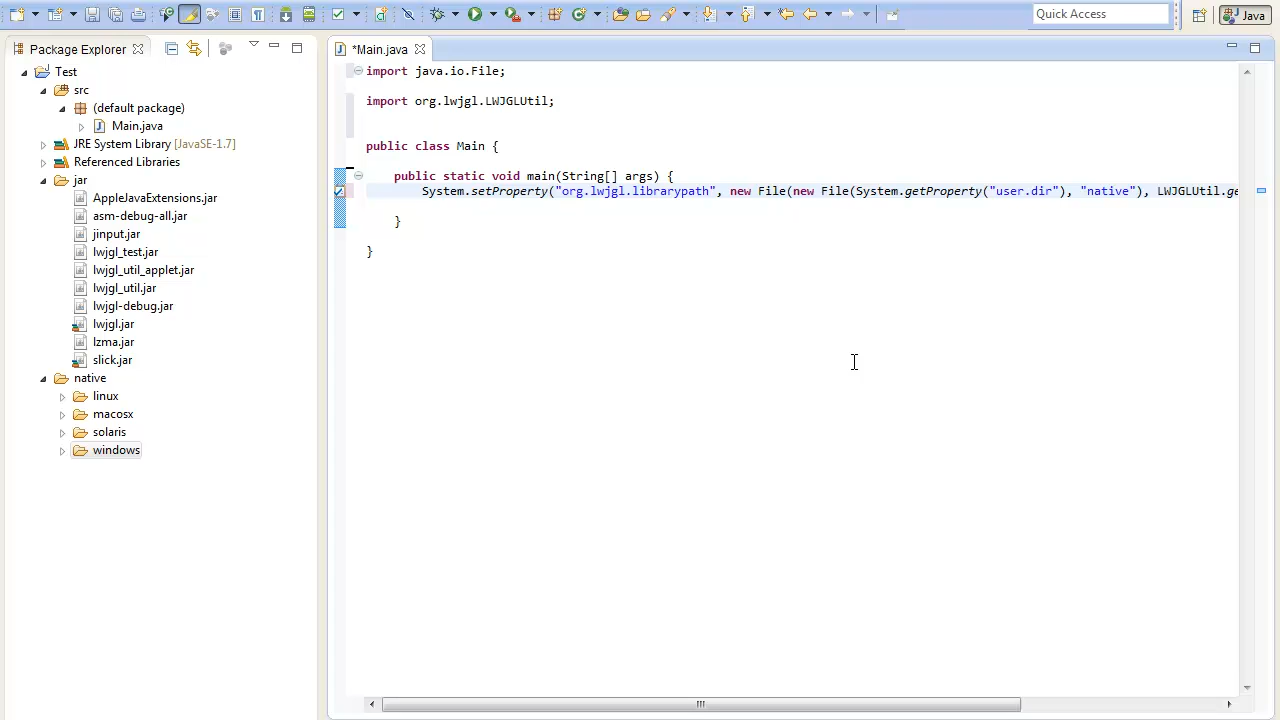 Quick Access
Java
Package Explorer
*Main.java
Test
src
(default package)
Main.java
JRE System Library [JavaSE-1.7]
Referenced Libraries
jar
AppleJavaExtensions.jar
asm-debug-all.jar
jinput.jar
lwjgl_test.jar
lwjgl_util_applet.jar
lwjgl_util.jar
lwjgl-debug.jar
lwjgl.jar
lzma.jar
slick.jar
native
linux
macosx
solaris
windows
import java.io.File;
import org.lwjgl.LWJGLUtil;
public class Main {
public static void main(String[] args) {
System.setProperty("org.lwjgl.librarypath", new File(new File(System.getProperty("user.dir"), "native"), LWJGLUtil.ge
}
}